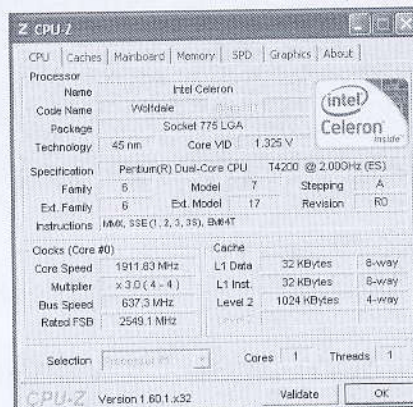 Z CPU-Z
CPU Caches Mainboard Memory SPD Graphics About
Processor
Name Intel Celeron
Code Name Wolfdale
Package Socket 775 LGA
Technology 45 nm Core VID 1.325 V
intel
Celeron
inside™
Specification Pentium(R) Dual-Core CPU T4200 @ 2.00GHz (ES)
Family 6 Model 7 Stepping A
Ext. Family 6 Ext. Model 17 Revision R0
Instructions MMX, SSE (1, 2, 3, 3S), EM64T
Clocks (Core #0)
Core Speed 1911.83 MHz
Multiplier x 3.0 ( 4 - 4 )
Bus Speed 637.3 MHz
Rated FSB 2549.1 MHz
Cache
L1 Data 32 KBytes 8-way
L1 Inst. 32 KBytes 8-way
Level 2 1024 KBytes 4-way
Selection Processor #1 Cores 1 Threads 1
CPU-Z Version 1.60.1.x32 Validate OK